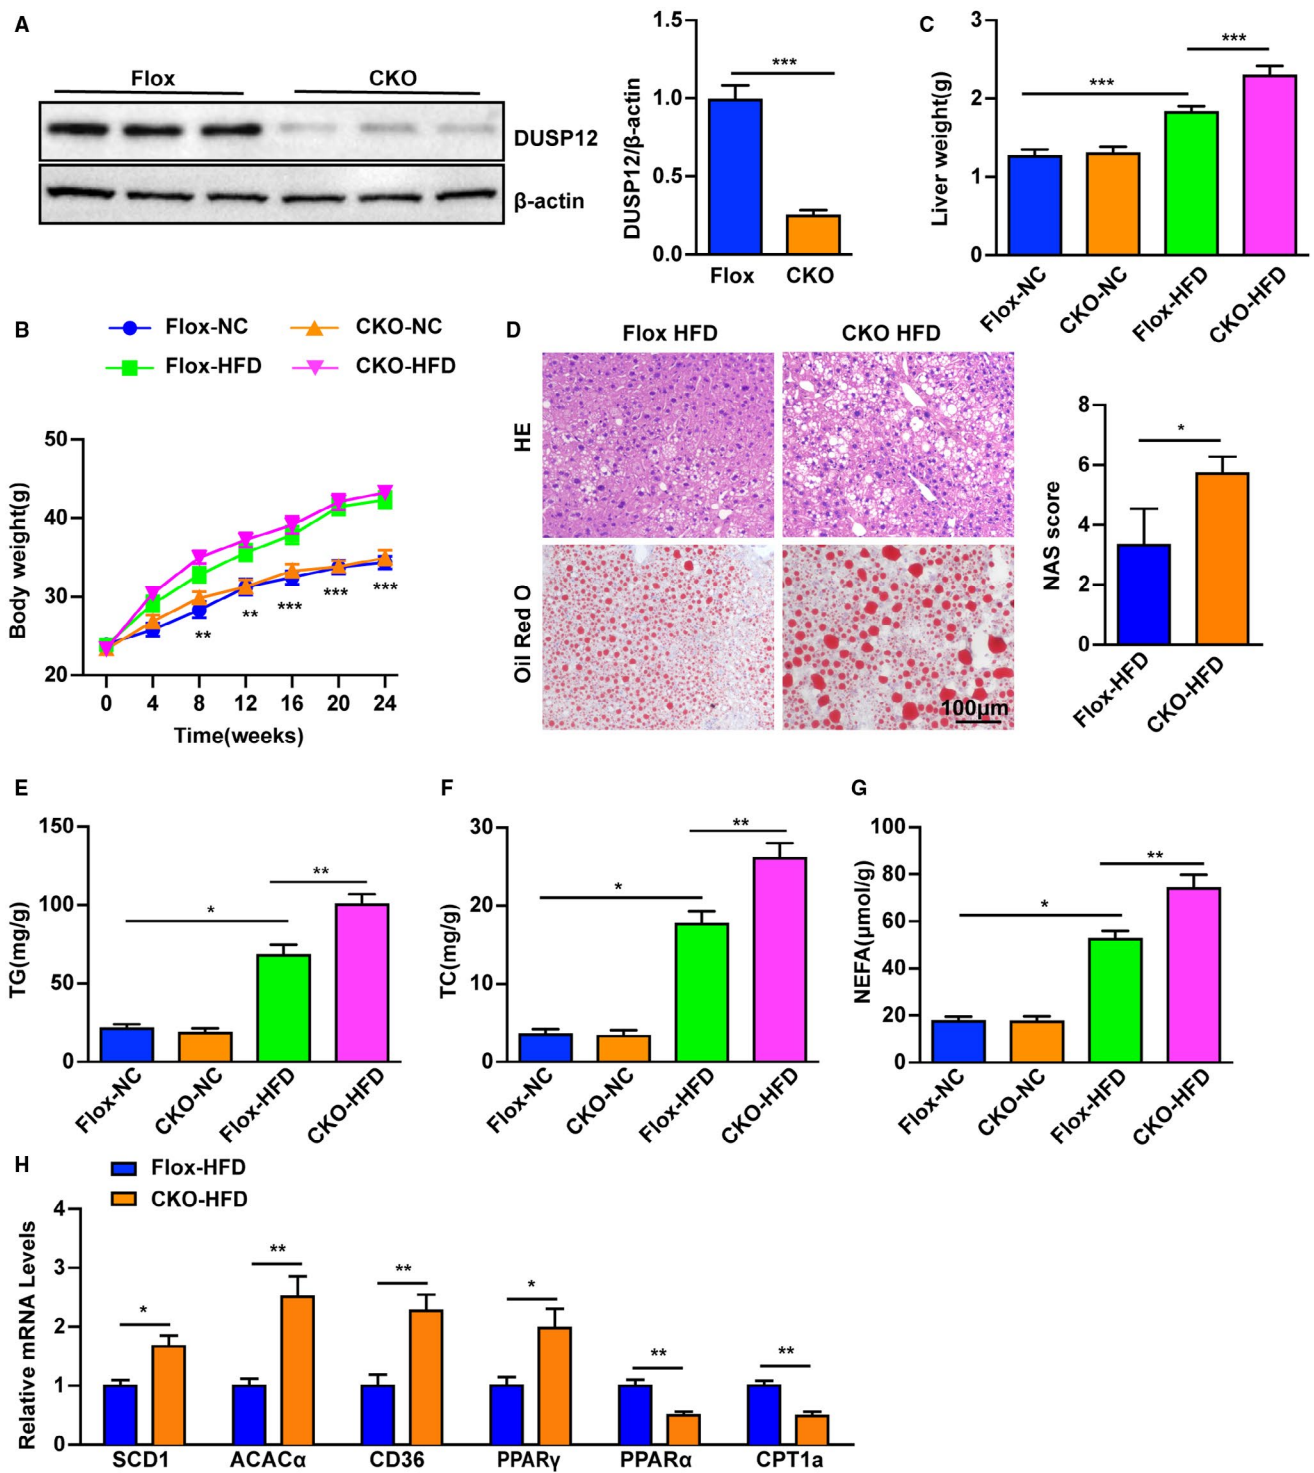 A
Flox CKO
DUSP12
β-actin
DUSP12/β-actin
1.5
1.0
0.5
0.0
***
Flox CKO
C
Liver weight(g)
3
2
1
0
***
***
Flox-NC
CKO-NC
Flox-HFD
CKO-HFD
B
Flox-NC CKO-NC
Flox-HFD CKO-HFD
Body weight(g)
50
40
30
20
** ** *** *** ***
0 4 8 12 16 20 24
Time(weeks)
D
Flox HFD CKO HFD
HE
Oil Red O
100μm
NAS score
8
6
4
2
0
*
Flox-HFD
CKO-HFD
E
TG(mg/g)
150
100
50
0
*
**
Flox-NC
CKO-NC
Flox-HFD
CKO-HFD
F
TC(mg/g)
30
20
10
0
*
**
Flox-NC
CKO-NC
Flox-HFD
CKO-HFD
G
NEFA(μmol/g)
100
80
60
40
20
0
*
**
Flox-NC
CKO-NC
Flox-HFD
CKO-HFD
H
Flox-HFD
CKO-HFD
Relative mRNA Levels
4
3
2
1
0
* ** ** * ** **
SCD1 ACACα CD36 PPARγ PPARα CPT1a